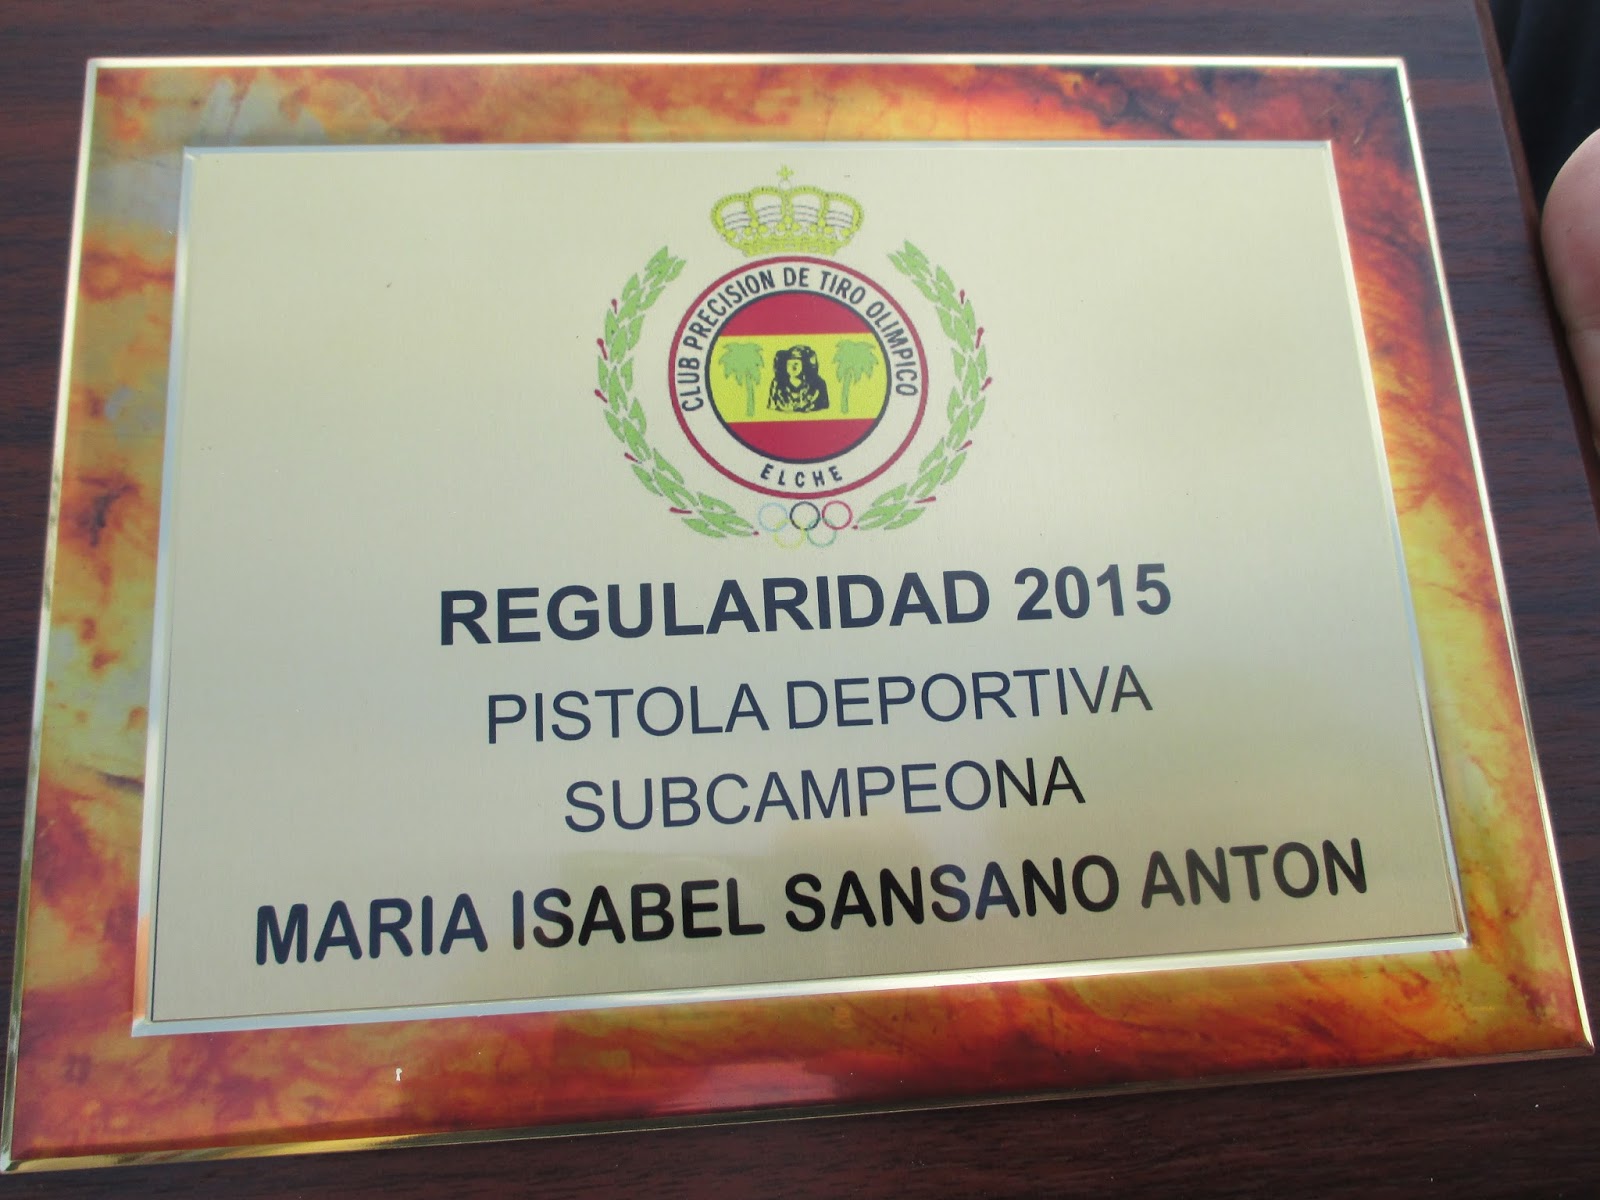 CLUB PRECISION DE TIRO OLIMPICO
ELCHE
REGULARIDAD 2015
PISTOLA DEPORTIVA
SUBCAMPEONA
MARIA ISABEL SANSANO ANTON